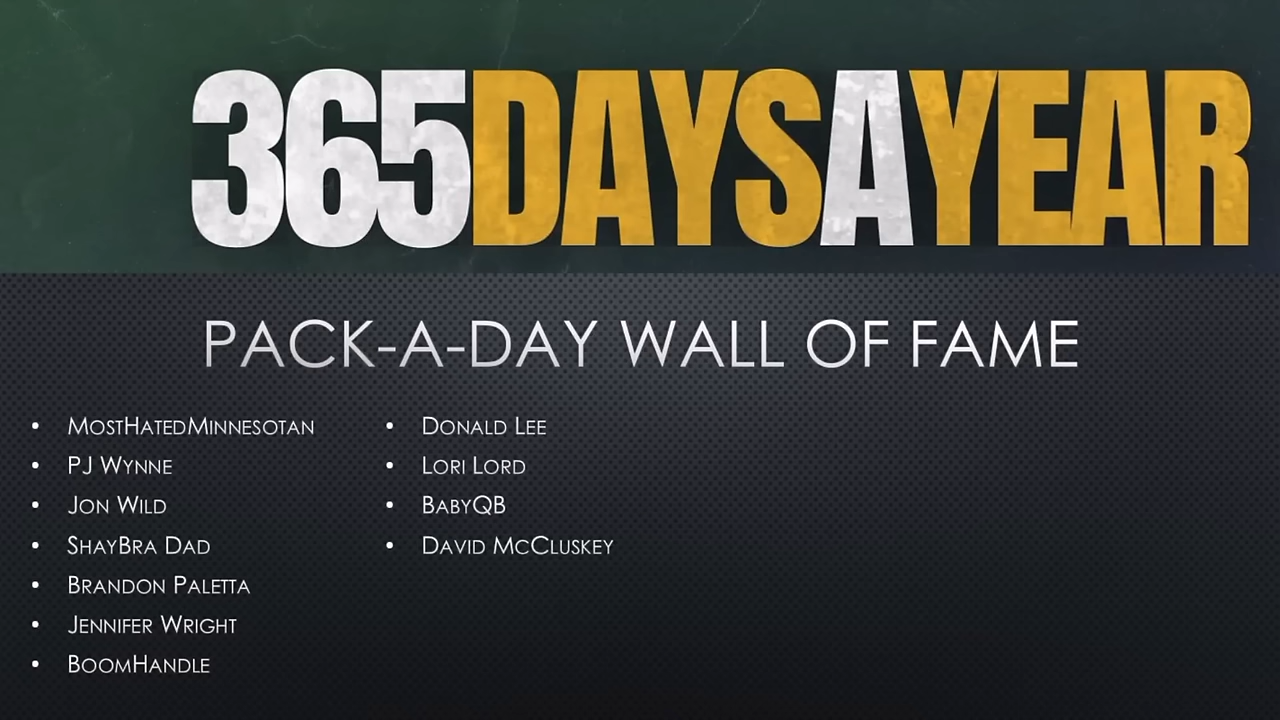 365DAYSAYEAR
PACK-A-DAY WALL OF FAME
• MostHatedMinnesotan
• PJ Wynne
• Jon Wild
• ShayBra Dad
• Brandon Paletta
• Jennifer Wright
• BoomHandle
• Donald Lee
• Lori Lord
• BabyQB
• David McCluskey